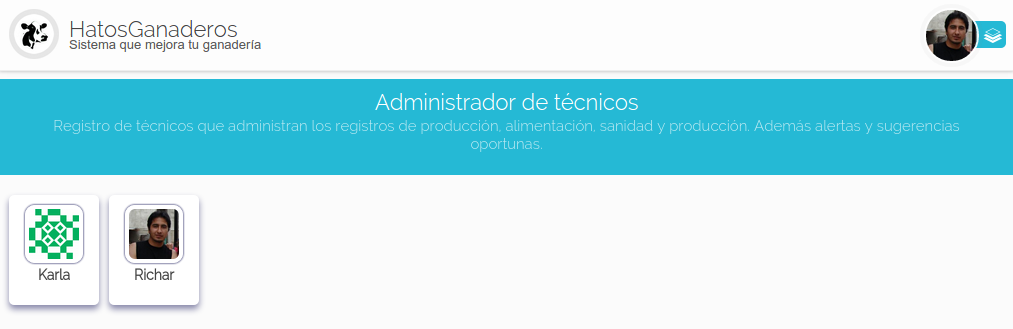 HatosGanaderos
Sistema que mejora tu ganadería
Administrador de técnicos
Registro de técnicos que administran los registros de producción, alimentación, sanidad y producción. Además alertas y sugerencias
oportunas.
Karla
Richar